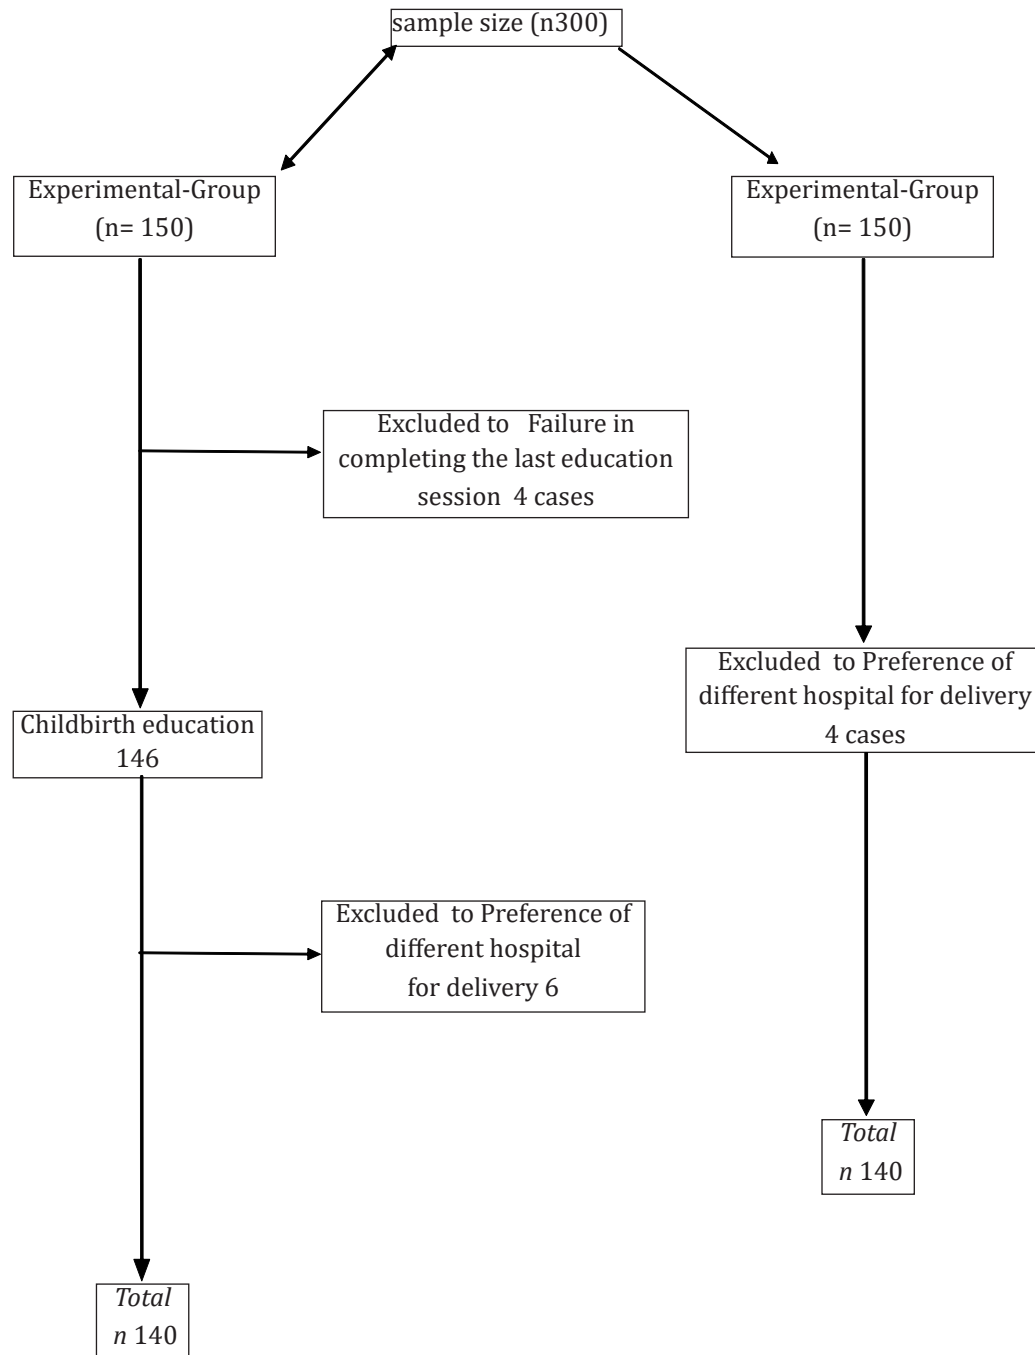 sample size (n300)
Experimental-Group
(n= 150)
Experimental-Group
(n= 150)
Excluded to Failure in
completing the last education
session 4 cases
Excluded to Preference of
different hospital for delivery
4 cases
Childbirth education
146
Excluded to Preference of
different hospital
for delivery 6
Total
n 140
Total
n 140